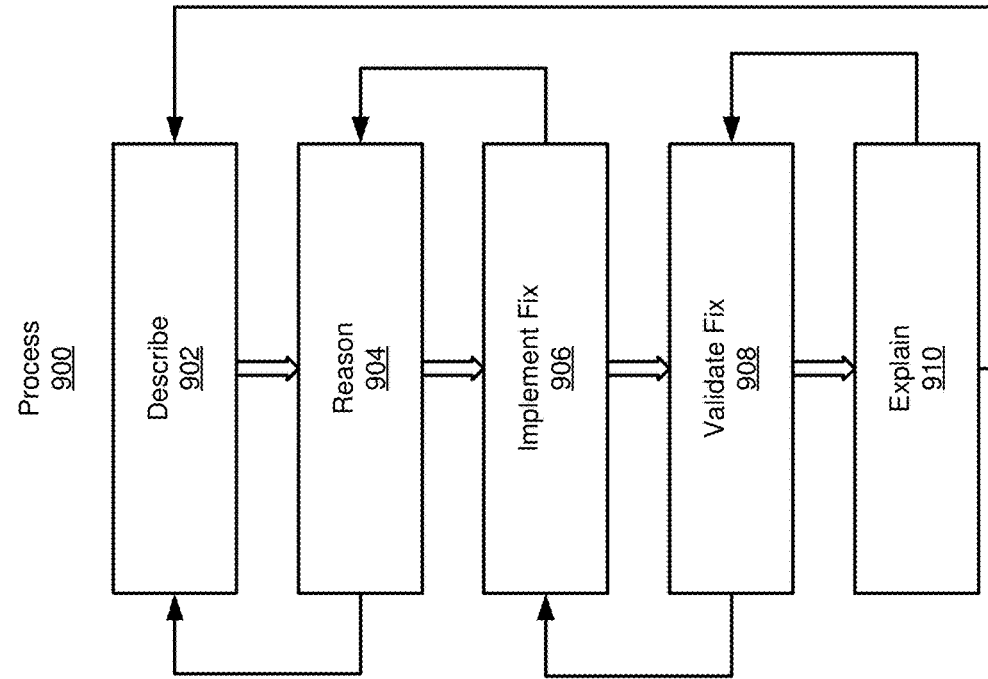 Process
900
Describe
902
Reason
904
Implement Fix
906
Validate Fix
908
Explain
910